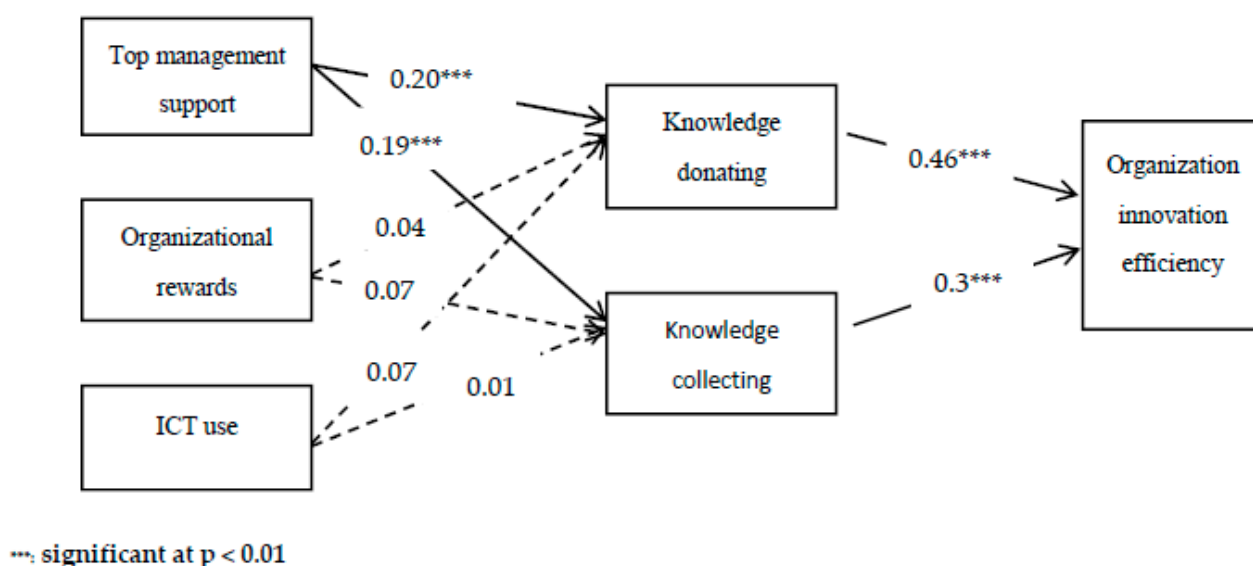 Top management
support
0.20***
Knowledge
donating
0.19***
0.46***
Organization
innovation
efficiency
Organizational
rewards
0.04
0.07
0.3***
Knowledge
collecting
ICT use
0.07
0.01
***: significant at p < 0.01